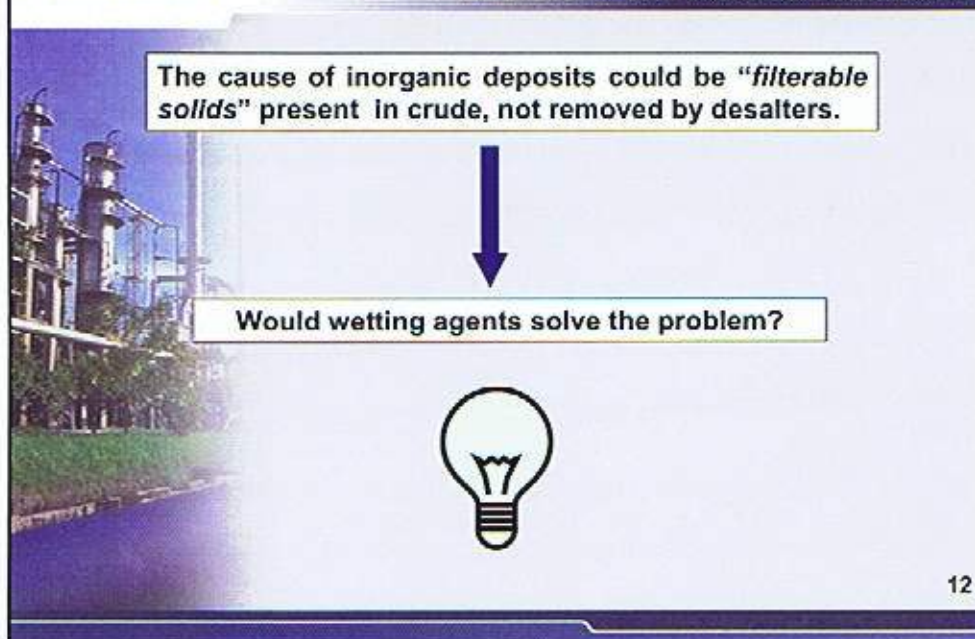 The cause of inorganic deposits could be “filterable
solids” present in crude, not removed by desalters.
Would wetting agents solve the problem?
12